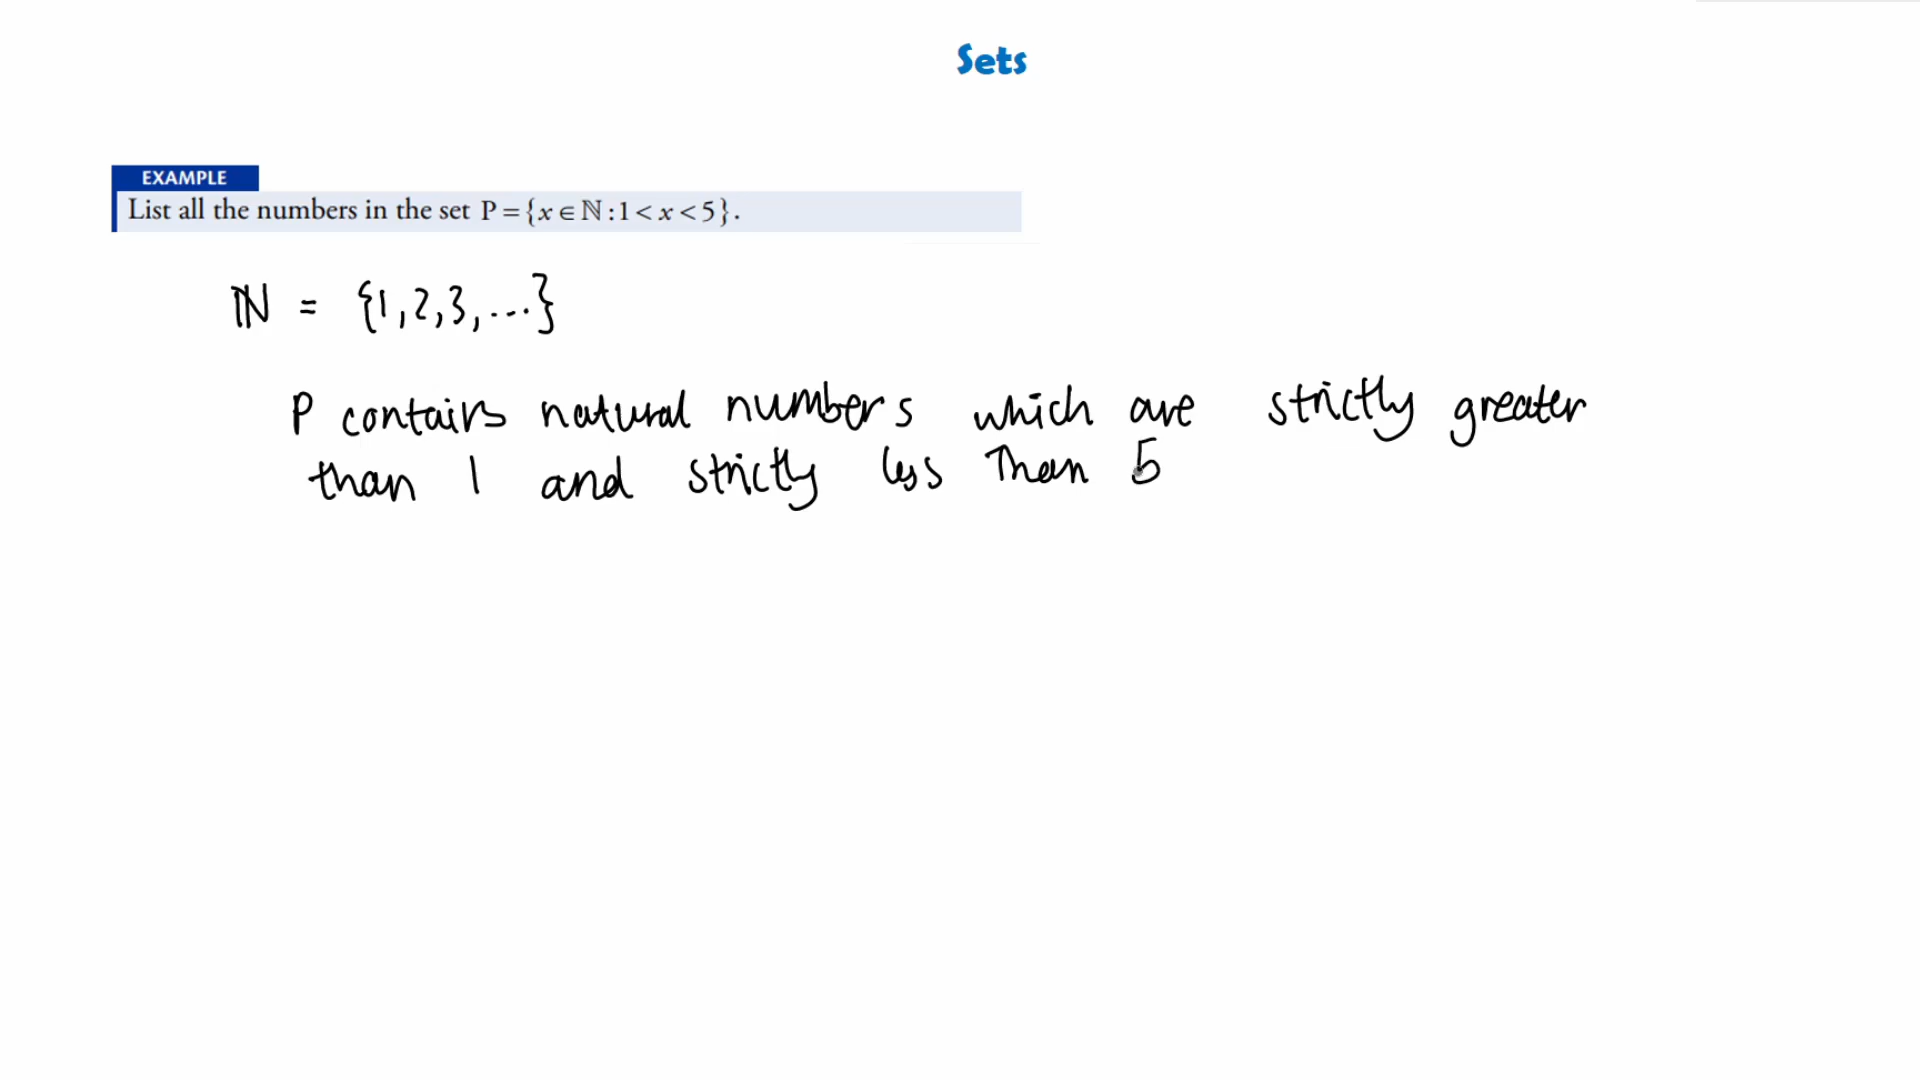 Sets
EXAMPLE
List all the numbers in the set P = {x ∈ ℕ : 1 < x < 5}.
ℕ = {1, 2, 3, ...}
P contains natural numbers which are strictly greater
than 1 and strictly less than 5